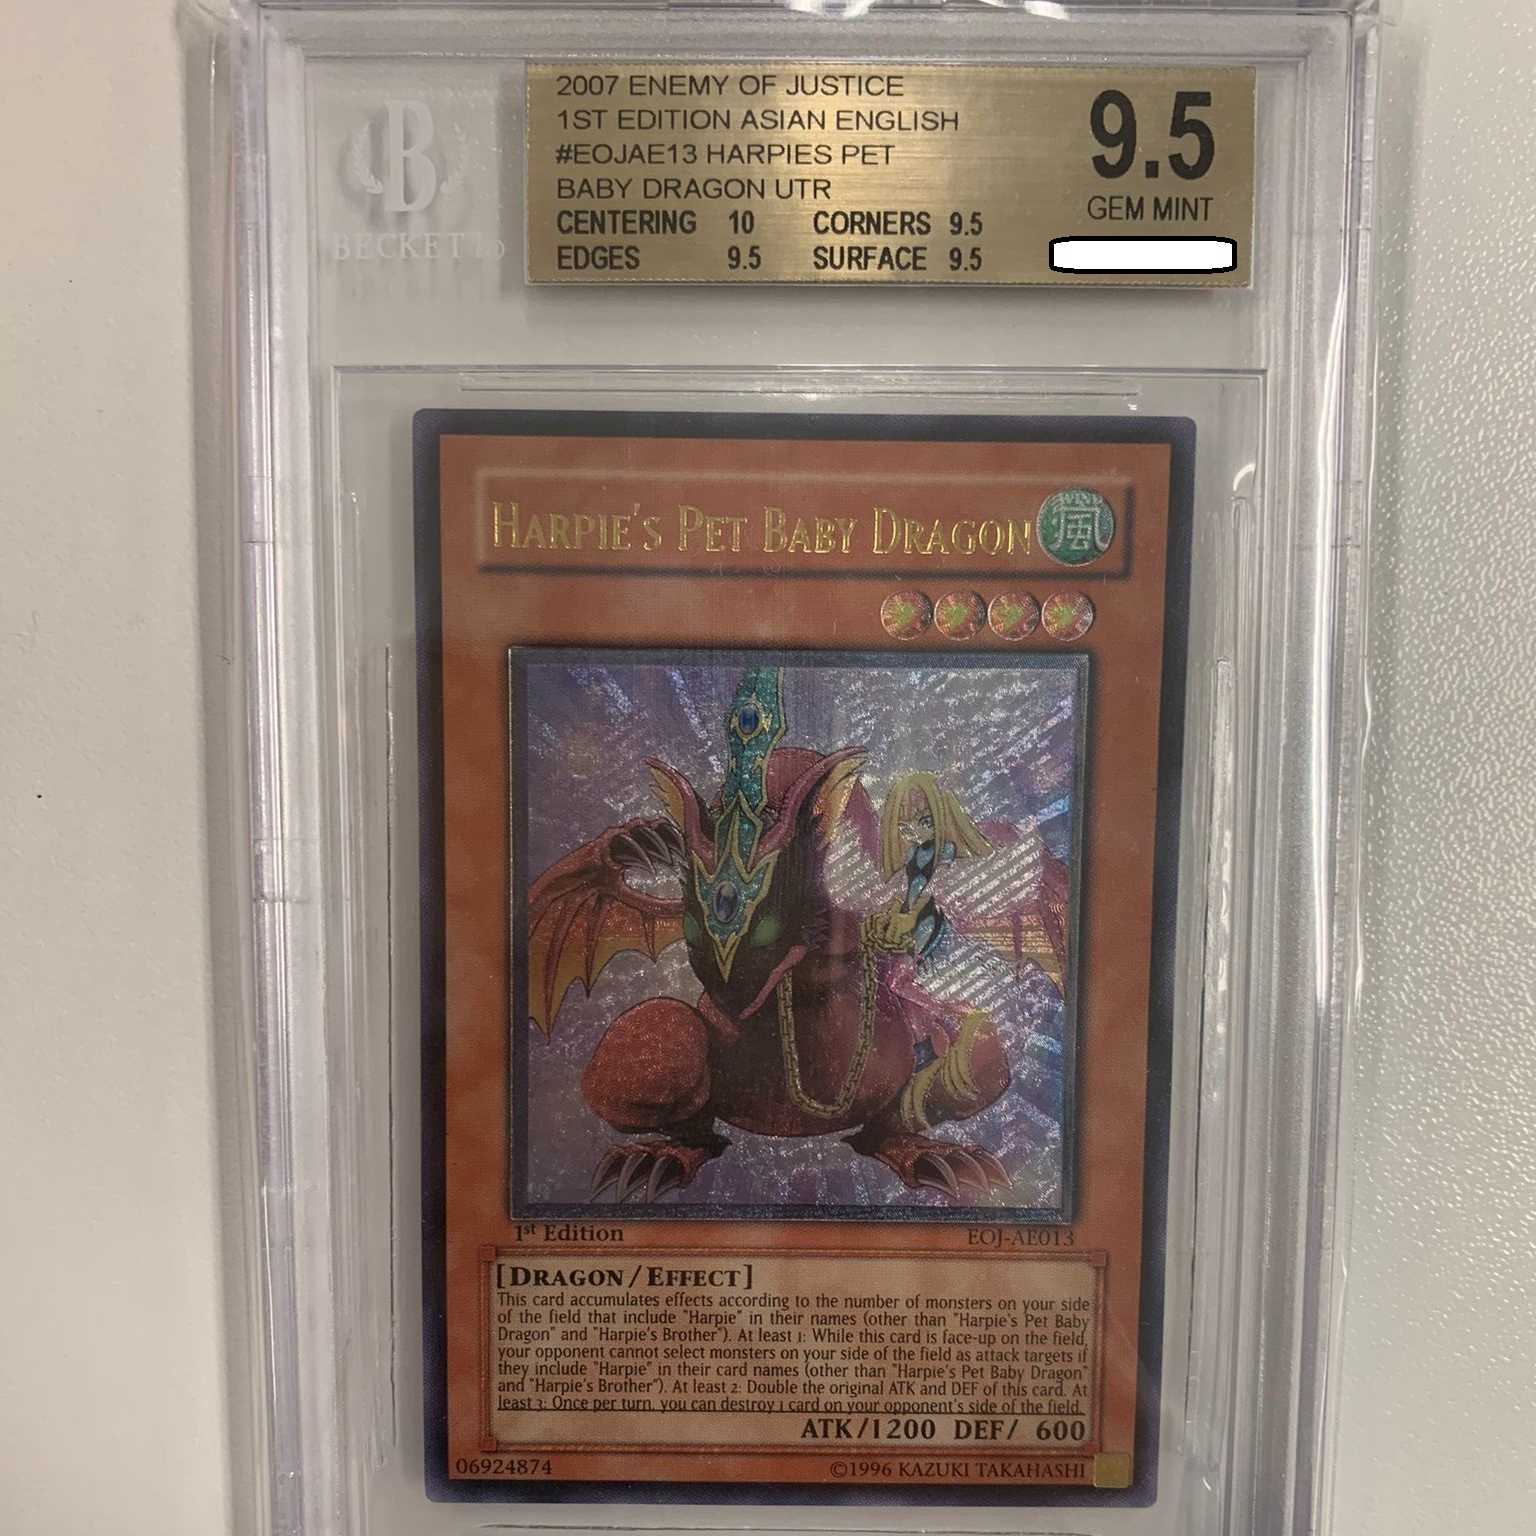 BECKETT
2007 ENEMY OF JUSTICE
1ST EDITION ASIAN ENGLISH
#EOJAE13 HARPIES PET
BABY DRAGON UTR
CENTERING 10 CORNERS 9.5
EDGES 9.5 SURFACE 9.5
9.5
GEM MINT
HARPIE'S PET BABY DRAGON
WIND
風
1st Edition
EOJ-AE013
[DRAGON/EFFECT]
This card accumulates effects according to the number of monsters on your side
of the field that include "Harpie" in their names (other than "Harpie's Pet Baby
Dragon" and "Harpie's Brother"). At least 1: While this card is face-up on the field,
your opponent cannot select monsters on your side of the field as attack targets if
they include "Harpie" in their card names (other than "Harpie's Pet Baby Dragon"
and "Harpie's Brother"). At least 2: Double the original ATK and DEF of this card. At
least 3: Once per turn, you can destroy 1 card on your opponent's side of the field.
ATK/1200 DEF/ 600
06924874
©1996 KAZUKI TAKAHASHI